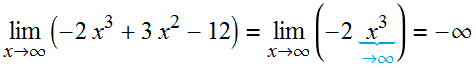 lim x→∞ (−2 x³ + 3 x² − 12) = lim x→∞ (−2 x³ →∞) = −∞